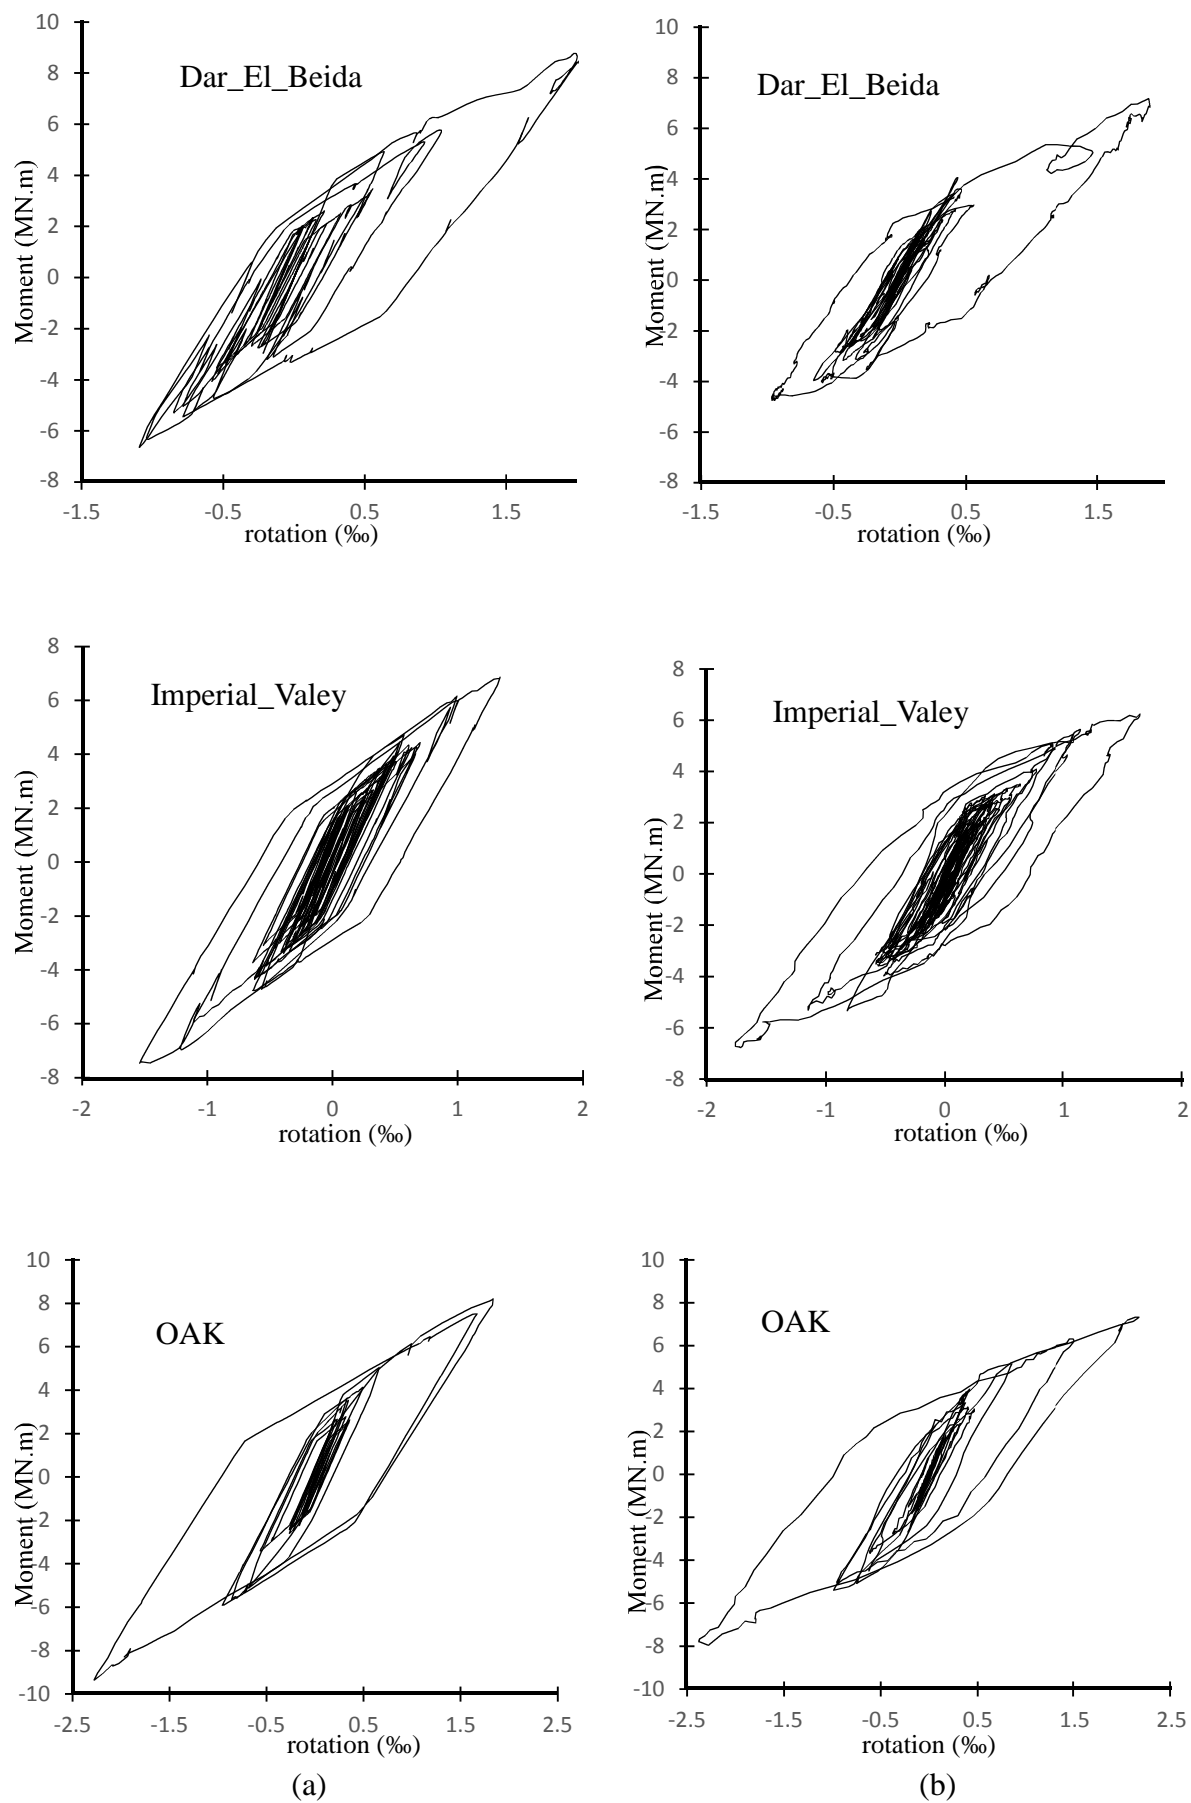 10
8
6
4
2
0
-2
-4
-6
-8
Moment (MN.m)
Dar_El_Beida
-1.5 -0.5 0.5 1.5
rotation (‰)
10
8
6
4
2
0
-2
-4
-6
-8
Moment (MN.m)
Dar_El_Beida
-1.5 -0.5 0.5 1.5
rotation (‰)
8
6
4
2
0
-2
-4
-6
-8
Moment (MN.m)
Imperial_Valey
-2 -1 0 1 2
rotation (‰)
8
6
4
2
0
-2
-4
-6
-8
Moment (MN.m)
Imperial_Valey
-2 -1 0 1 2
rotation (‰)
10
8
6
4
2
0
-2
-4
-6
-8
-10
Moment (MN.m)
OAK
-2.5 -1.5 -0.5 0.5 1.5 2.5
rotation (‰)
(a)
10
8
6
4
2
0
-2
-4
-6
-8
-10
Moment (MN.m)
OAK
-2.5 -1.5 -0.5 0.5 1.5 2.5
rotation (‰)
(b)